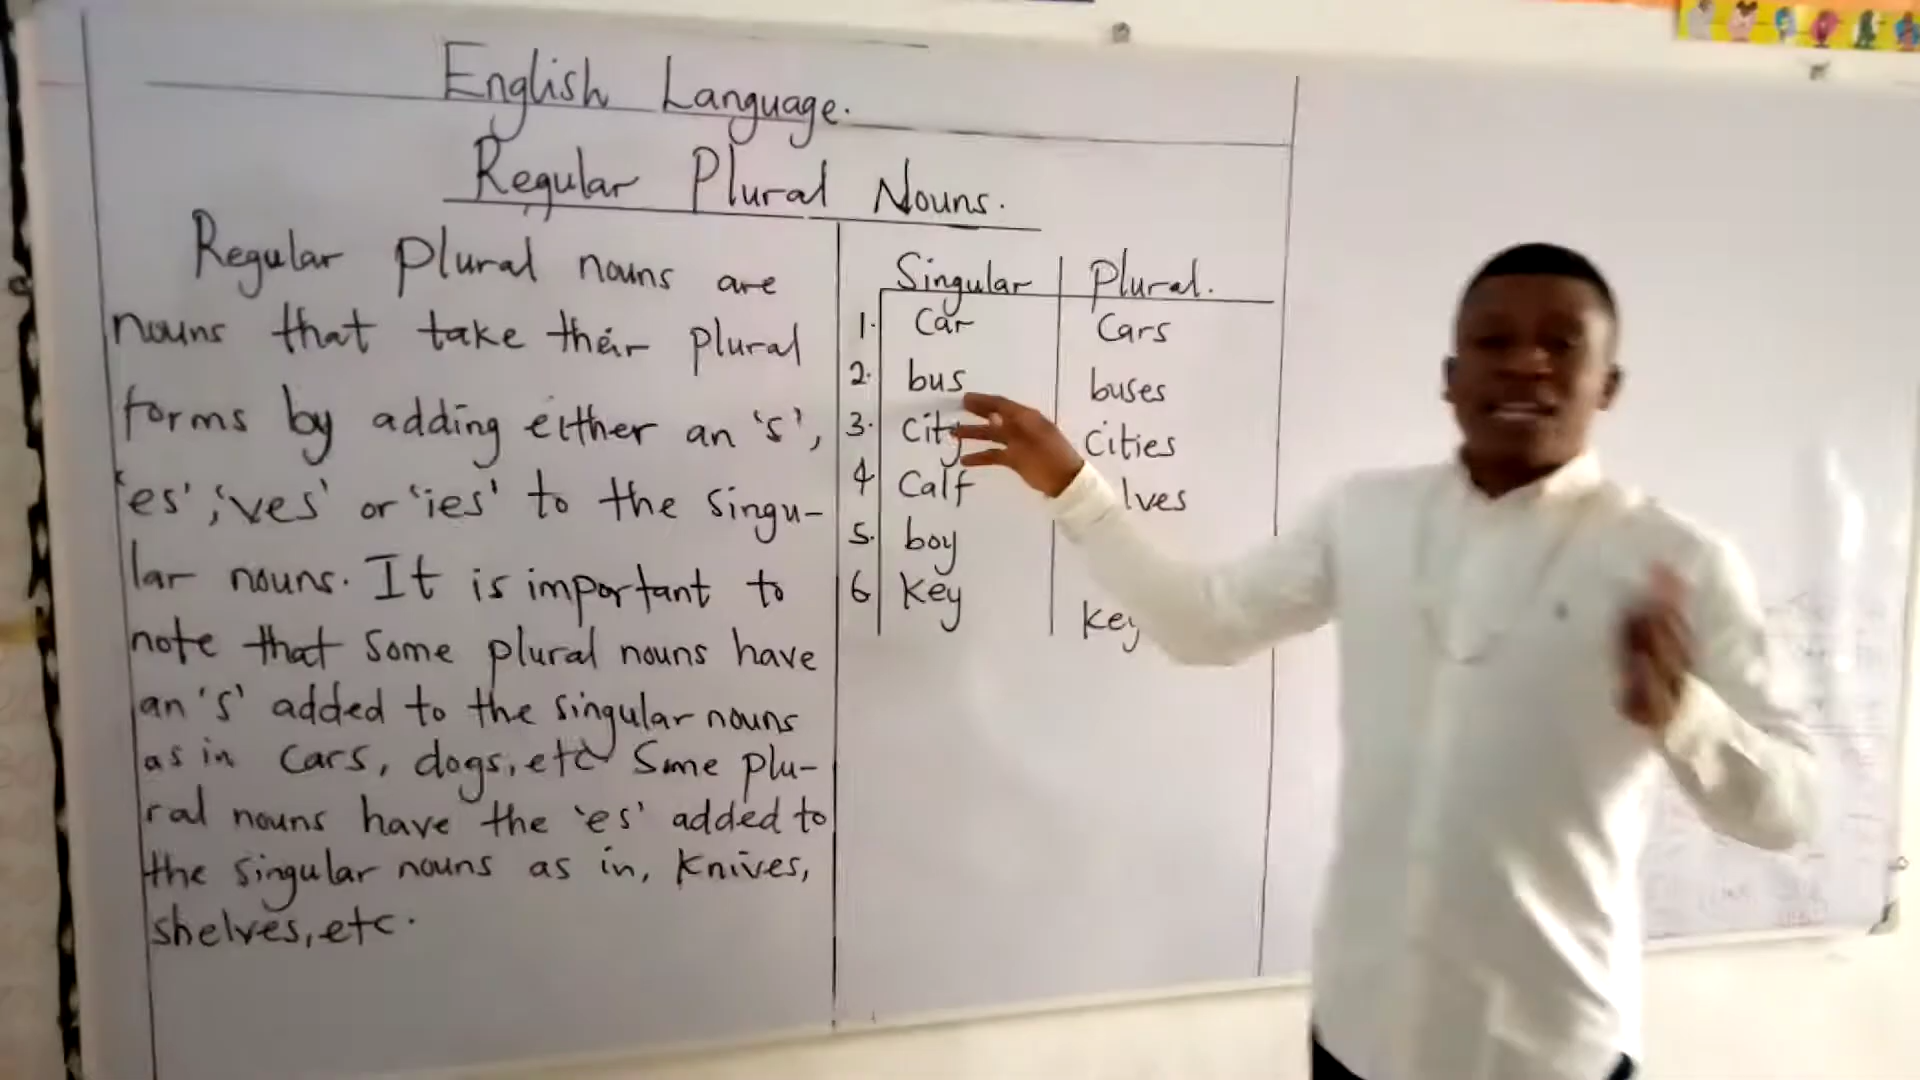 English Language.
Regular Plural Nouns.
Regular plural nouns are
nouns that take their plural
forms by adding either an 's',
'es', 'ves' or 'ies' to the singu-
lar nouns. It is important to
note that some plural nouns have
an 's' added to the singular nouns
as in cars, dogs, etc Some plu-
ral nouns have the 'es' added to
the singular nouns as in, knives,
shelves, etc.
Singular Plural.
1. Car Cars
2. bus buses
3. City Cities
4 Calf lves
5. boy
6 Key key